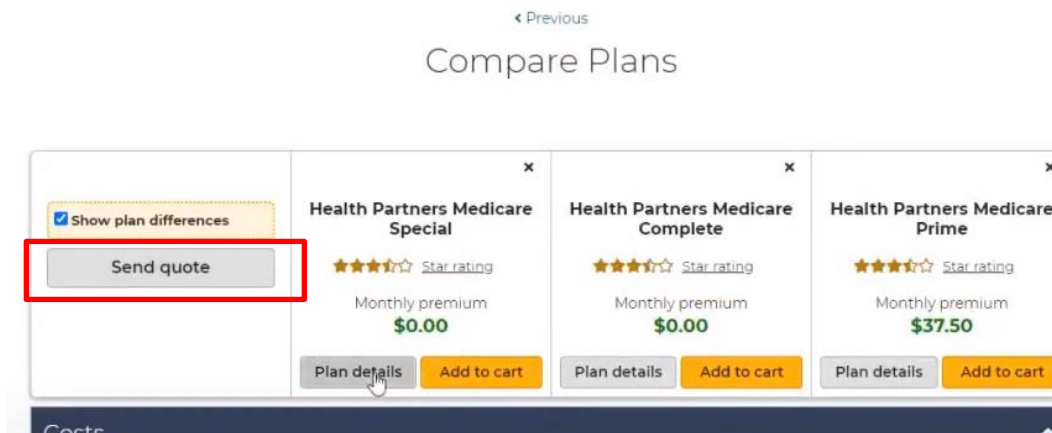 Previous
Compare Plans
Show plan differences
Send quote
Health Partners Medicare
Special
Star rating
Monthly premium
$0.00
Plan details
Add to cart
Health Partners Medicare
Complete
Star rating
Monthly premium
$0.00
Plan details
Add to cart
Health Partners Medicare
Prime
Star rating
Monthly premium
$37.50
Plan details
Add to cart
Costs